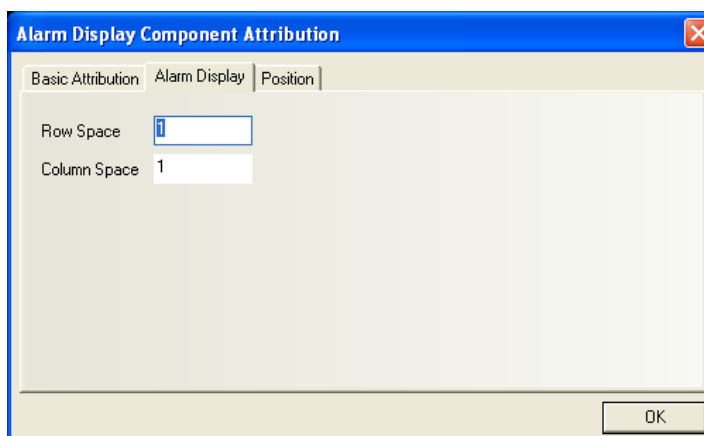 Alarm Display Component Attribution
Basic Attribution Alarm Display Position
Row Space 1
Column Space 1
OK